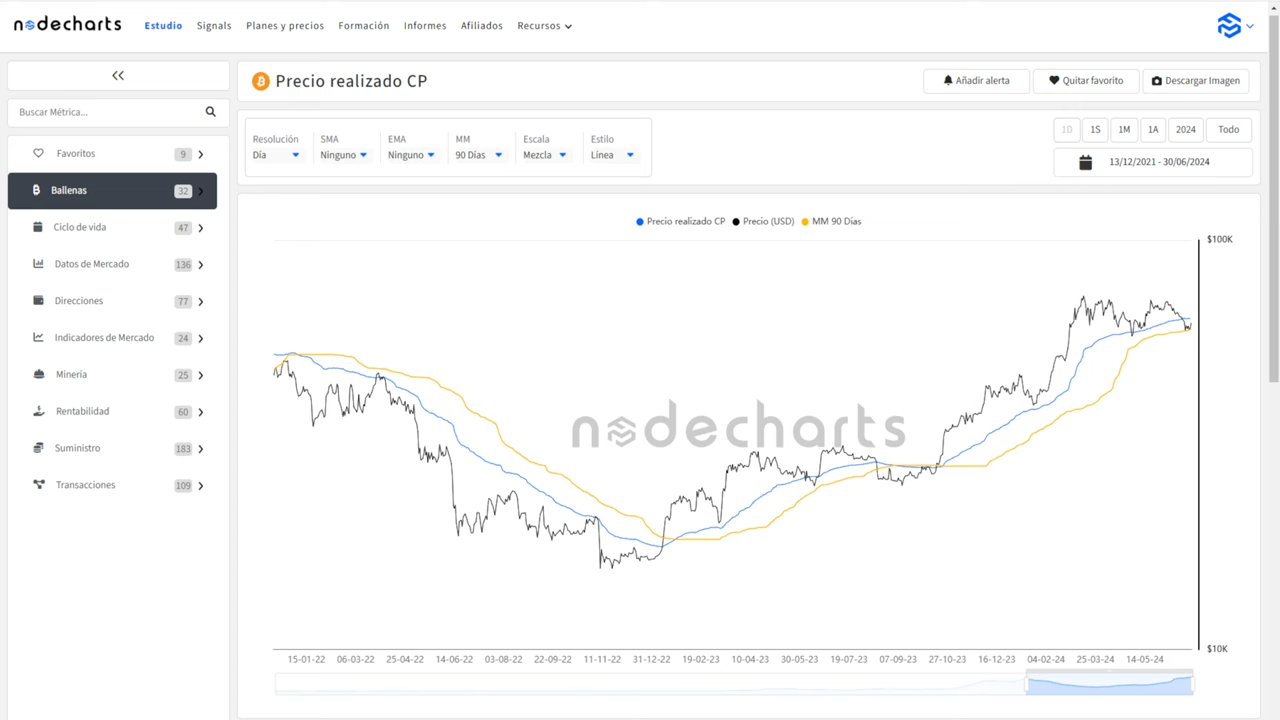 nodecharts Estudio Signals Planes y precios Formación Informes Afiliados Recursos
Precio realizado CP
Añadir alerta Quitar favorito Descargar Imagen
Buscar Métrica...
Favoritos 9
Ballenas 32
Ciclo de vida 47
Datos de Mercado 136
Direcciones 77
Indicadores de Mercado 24
Minería 25
Rentabilidad 60
Suministro 183
Transacciones 109
Resolución SMA EMA MM Escala Estilo
Día Ninguno Ninguno 90 Días Mezcla Línea
1D 1S 1M 1A 2024 Todo
13/12/2021 - 30/06/2024
Precio realizado CP Precio (USD) MM 90 Días
$100K
nodecharts
$10K
15-01-22 06-03-22 25-04-22 14-06-22 03-08-22 22-09-22 11-11-22 31-12-22 19-02-23 10-04-23 30-05-23 19-07-23 07-09-23 27-10-23 16-12-23 04-02-24 25-03-24 14-05-24